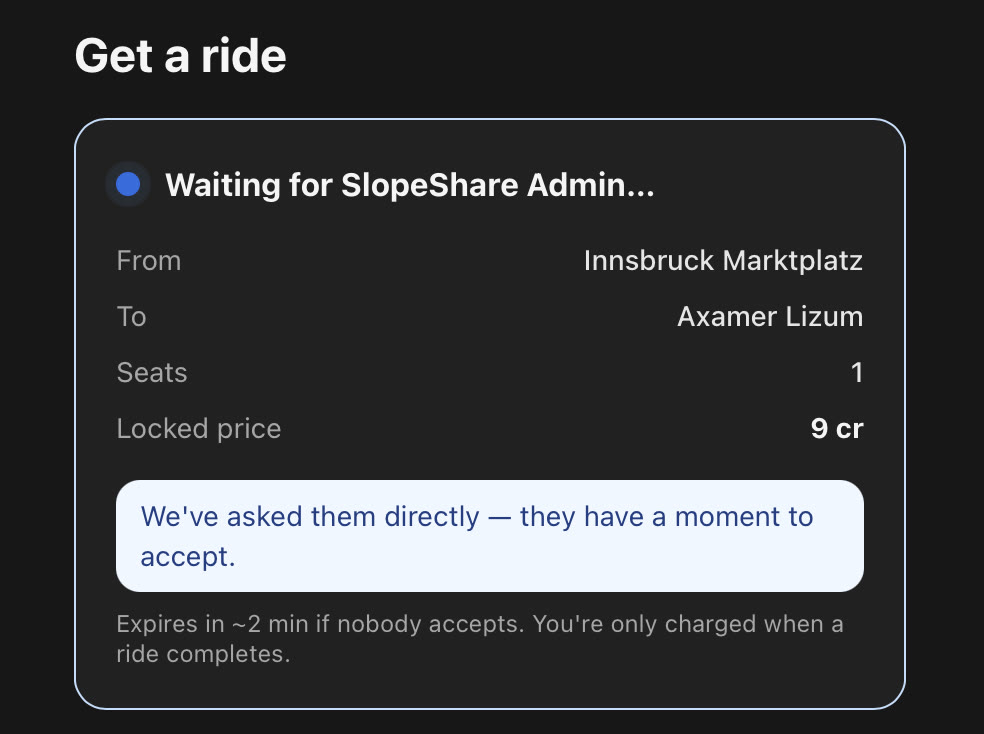 Get a ride
Waiting for SlopeShare Admin...
From Innsbruck Marktplatz
To Axamer Lizum
Seats 1
Locked price 9 cr
We've asked them directly — they have a moment to
accept.
Expires in ~2 min if nobody accepts. You're only charged when a
ride completes.